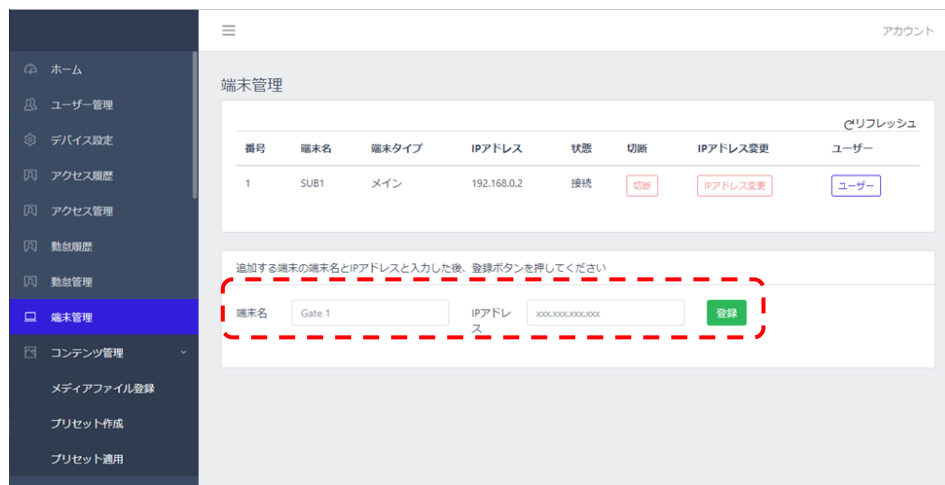 アカウント
ホーム
ユーザー管理
デバイス設定
アクセス履歴
アクセス管理
勤怠履歴
勤怠管理
端末管理
コンテンツ管理
メディアファイル登録
プリセット作成
プリセット適用
端末管理
リフレッシュ
番号 端末名 端末タイプ IPアドレス 状態 切断 IPアドレス変更 ユーザー
1 SUB1 メイン 192.168.0.2 接続 切断 IPアドレス変更 ユーザー
追加する端末の端末名とIPアドレスと入力した後、登録ボタンを押してください
端末名 Gate 1 IPアドレ xxx.xxx.xxx.xxx 登録
ス